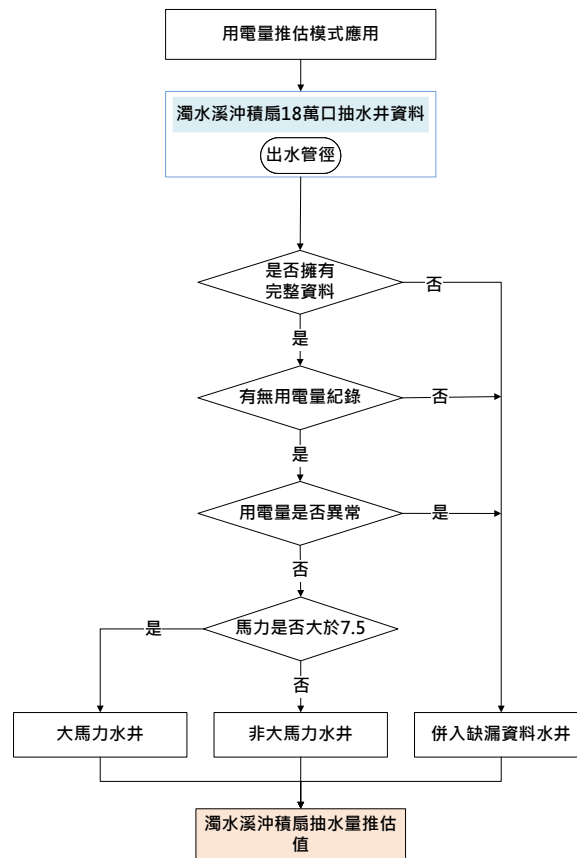 用電量推估模式應用
濁水溪沖積扇18萬口抽水井資料
出水管徑
是否擁有
完整資料
否
是
有無用電量紀錄
否
是
用電量是否異常
是
否
馬力是否大於7.5
是
否
大馬力水井
非大馬力水井
併入缺漏資料水井
濁水溪沖積扇抽水量推估
值